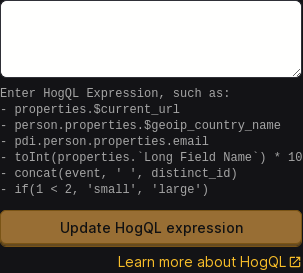 Enter HogQL Expression, such as:
- properties.$current_url
- person.properties.$geoip_country_name
- pdi.person.properties.email
- toInt(properties.`Long Field Name`) * 10
- concat(event, ' ', distinct_id)
- if(1 < 2, 'small', 'large')
Update HogQL expression
Learn more about HogQL